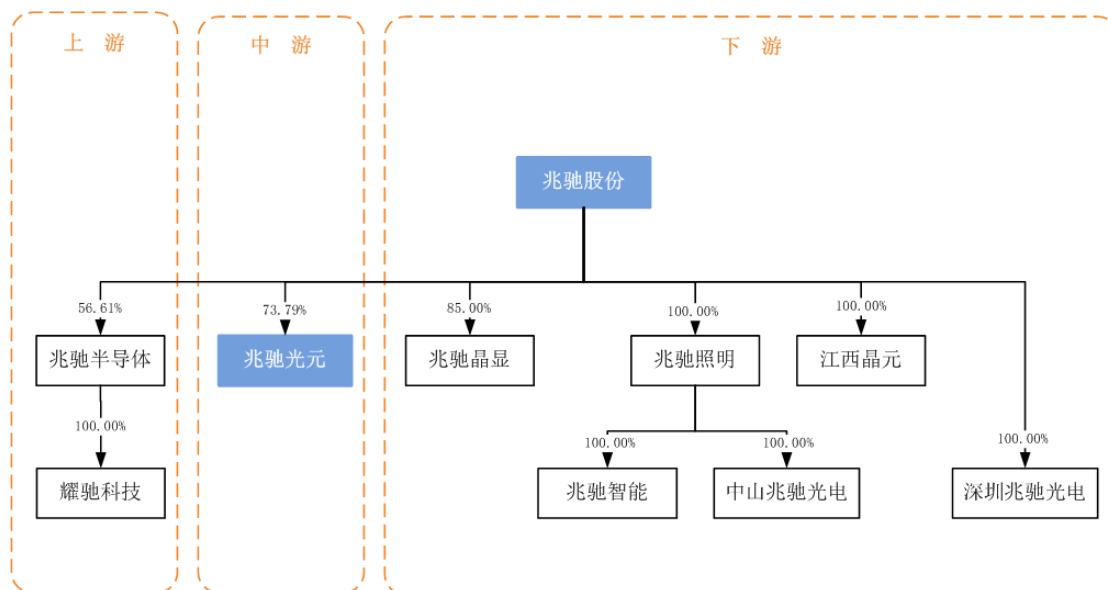 上 游
中 游
下 游
兆驰股份
56.61%
73.79%
85.00%
100.00%
100.00%
兆驰半导体
兆驰光元
兆驰晶显
兆驰照明
江西晶元
100.00%
100.00%
100.00%
100.00%
耀驰科技
兆驰智能
中山兆驰光电
深圳兆驰光电